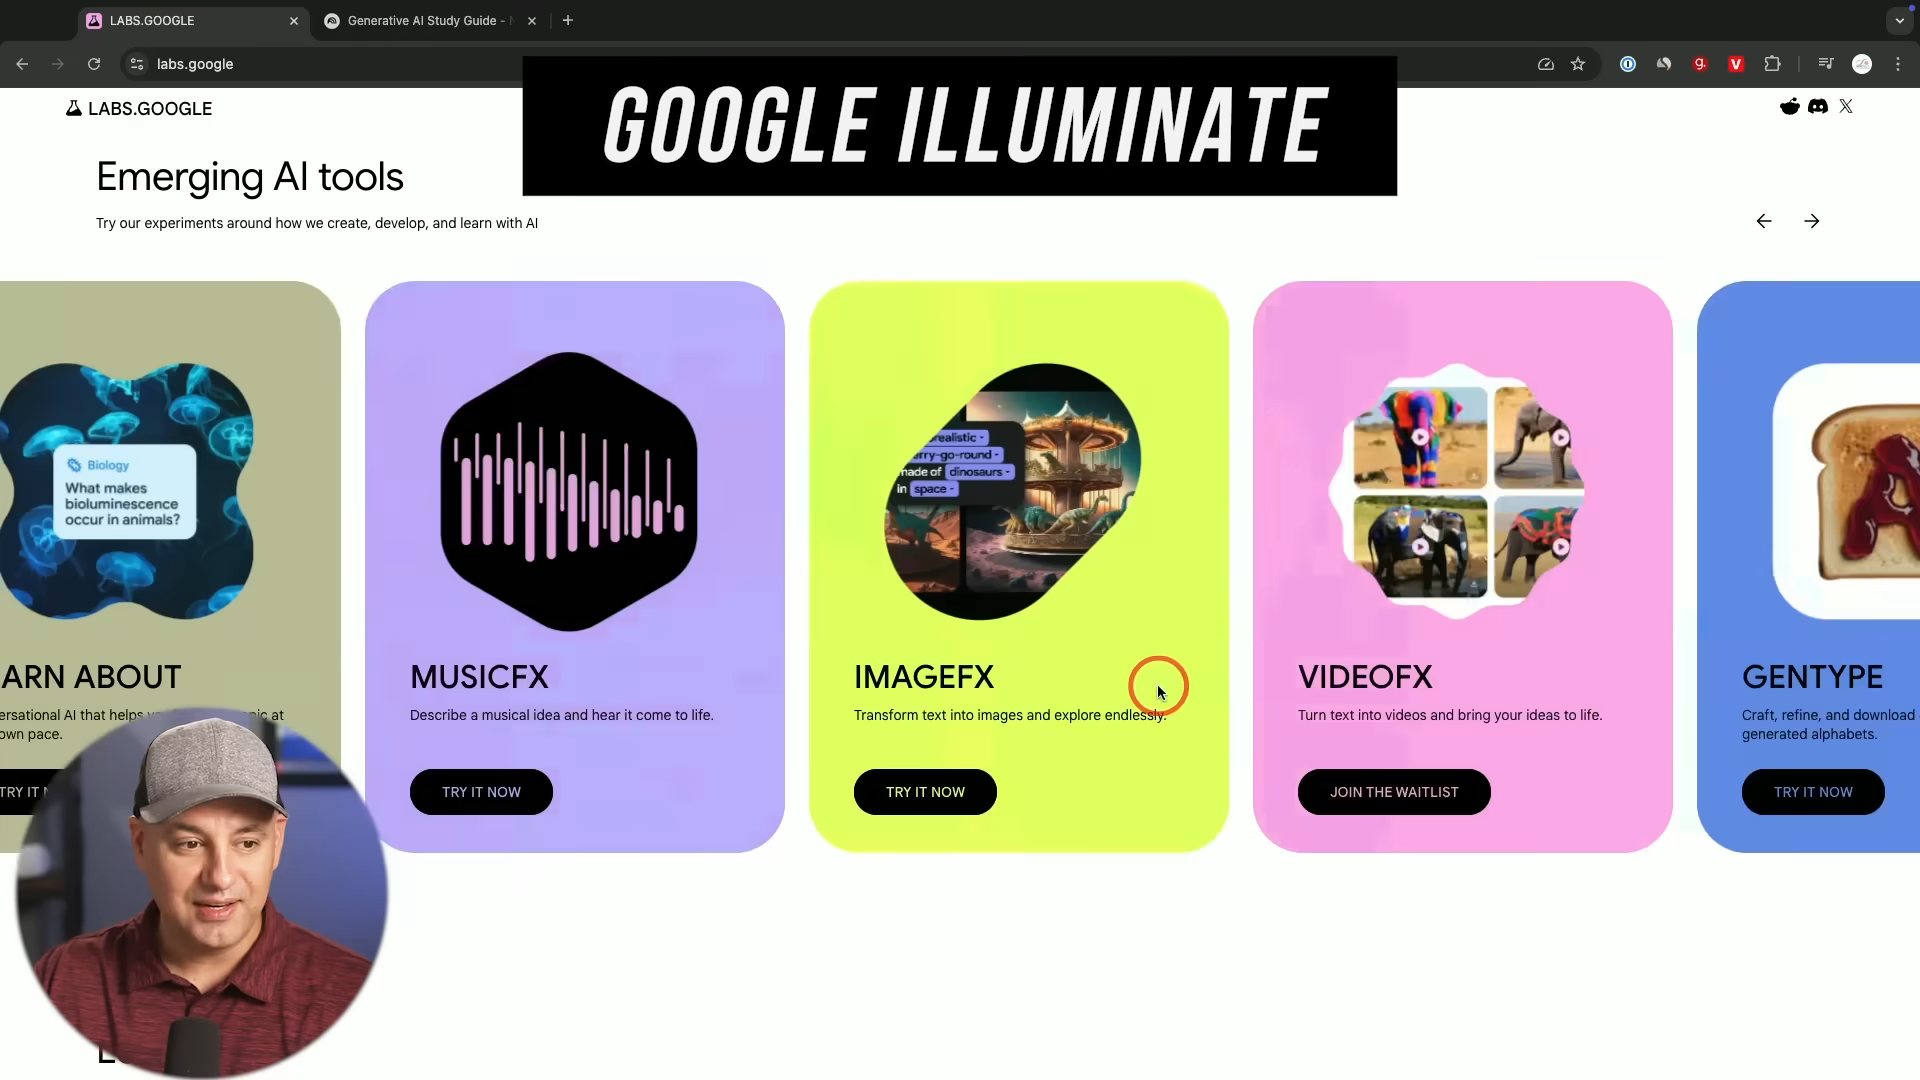 LABS.GOOGLE
Generative AI Study Guide -
labs.google
GOOGLE ILLUMINATE
LABS.GOOGLE
Emerging AI tools
Try our experiments around how we create, develop, and learn with AI
Biology
What makes
bioluminescence
occur in animals?
ARN ABOUT
ersational AI that helps
own pace.
TRY IT
MUSICFX
Describe a musical idea and hear it come to life.
TRY IT NOW
realistic
erry-go-round
made of dinosaurs
in space
IMAGEFX
Transform text into images and explore endlessly.
TRY IT NOW
VIDEOFX
Turn text into videos and bring your ideas to life.
JOIN THE WAITLIST
A
GENTYPE
Craft, refine, and download
generated alphabets.
TRY IT NOW